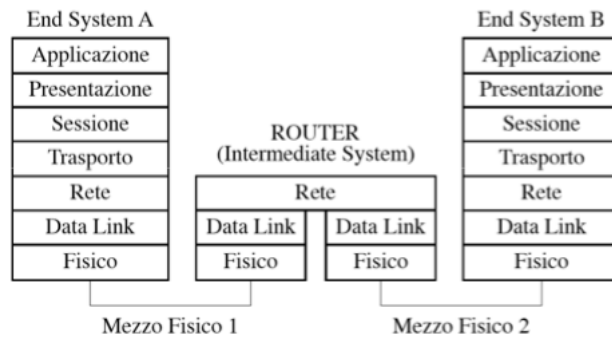 End System A
Applicazione
Presentazione
Sessione
Trasporto
Rete
Data Link
Fisico
ROUTER
(Intermediate System)
Rete
Data Link
Data Link
Fisico
Fisico
End System B
Applicazione
Presentazione
Sessione
Trasporto
Rete
Data Link
Fisico
Mezzo Fisico 1
Mezzo Fisico 2